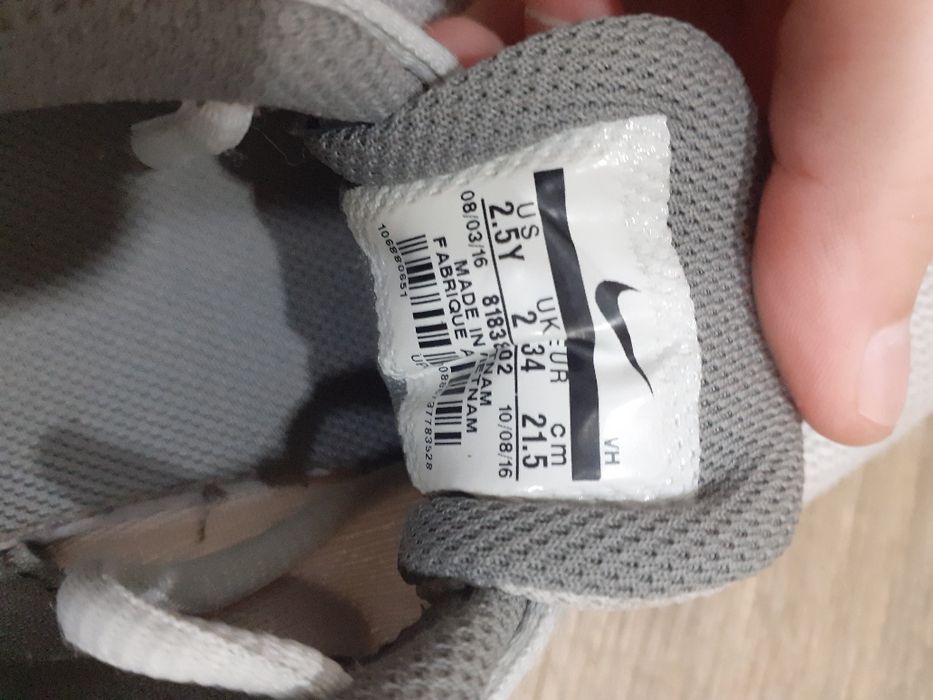 VH
US UK EUR cm
2.5Y 2 34 21.5
08/03/16 10/08/16
MADE IN
FABRIQUE
106880651